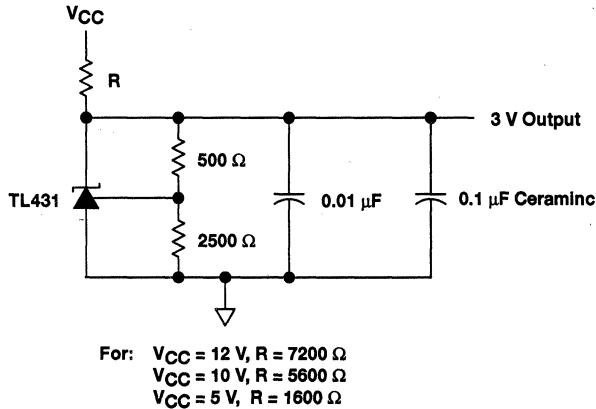 VCC
R
3 V Output
500 Ω
TL431
0.01 μF
0.1 μF Ceraminc
2500 Ω
For: VCC = 12 V, R = 7200 Ω
VCC = 10 V, R = 5600 Ω
VCC = 5 V, R = 1600 Ω